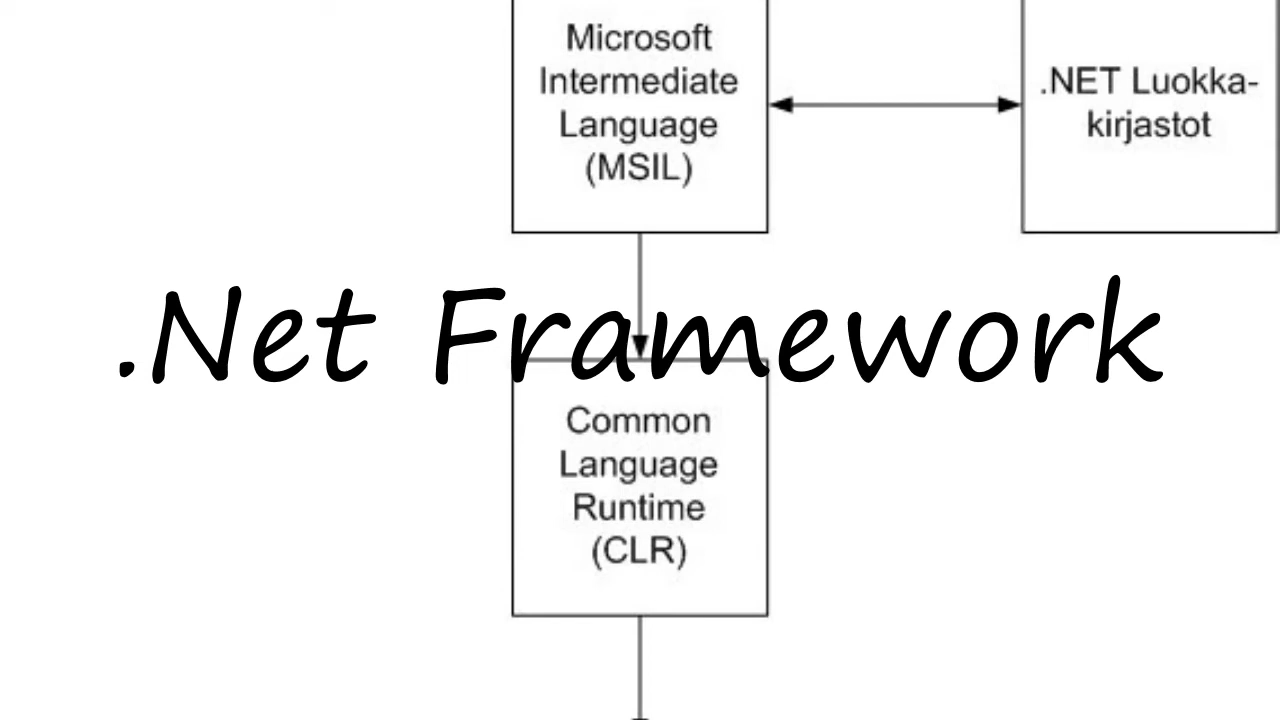 Microsoft
Intermediate
Language
(MSIL)
.NET Luokka-
kirjastot
.Net Framework
Common
Language
Runtime
(CLR)